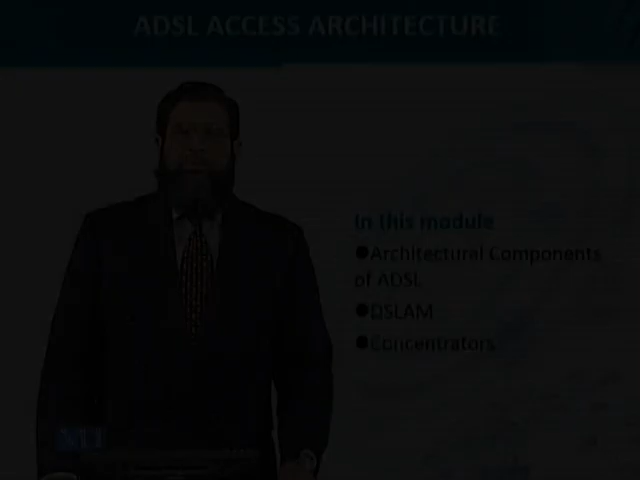 ADSL ACCESS ARCHITECTURE
In this module
●Architectural Components
of ADSL
●DSLAM
●Concentrators